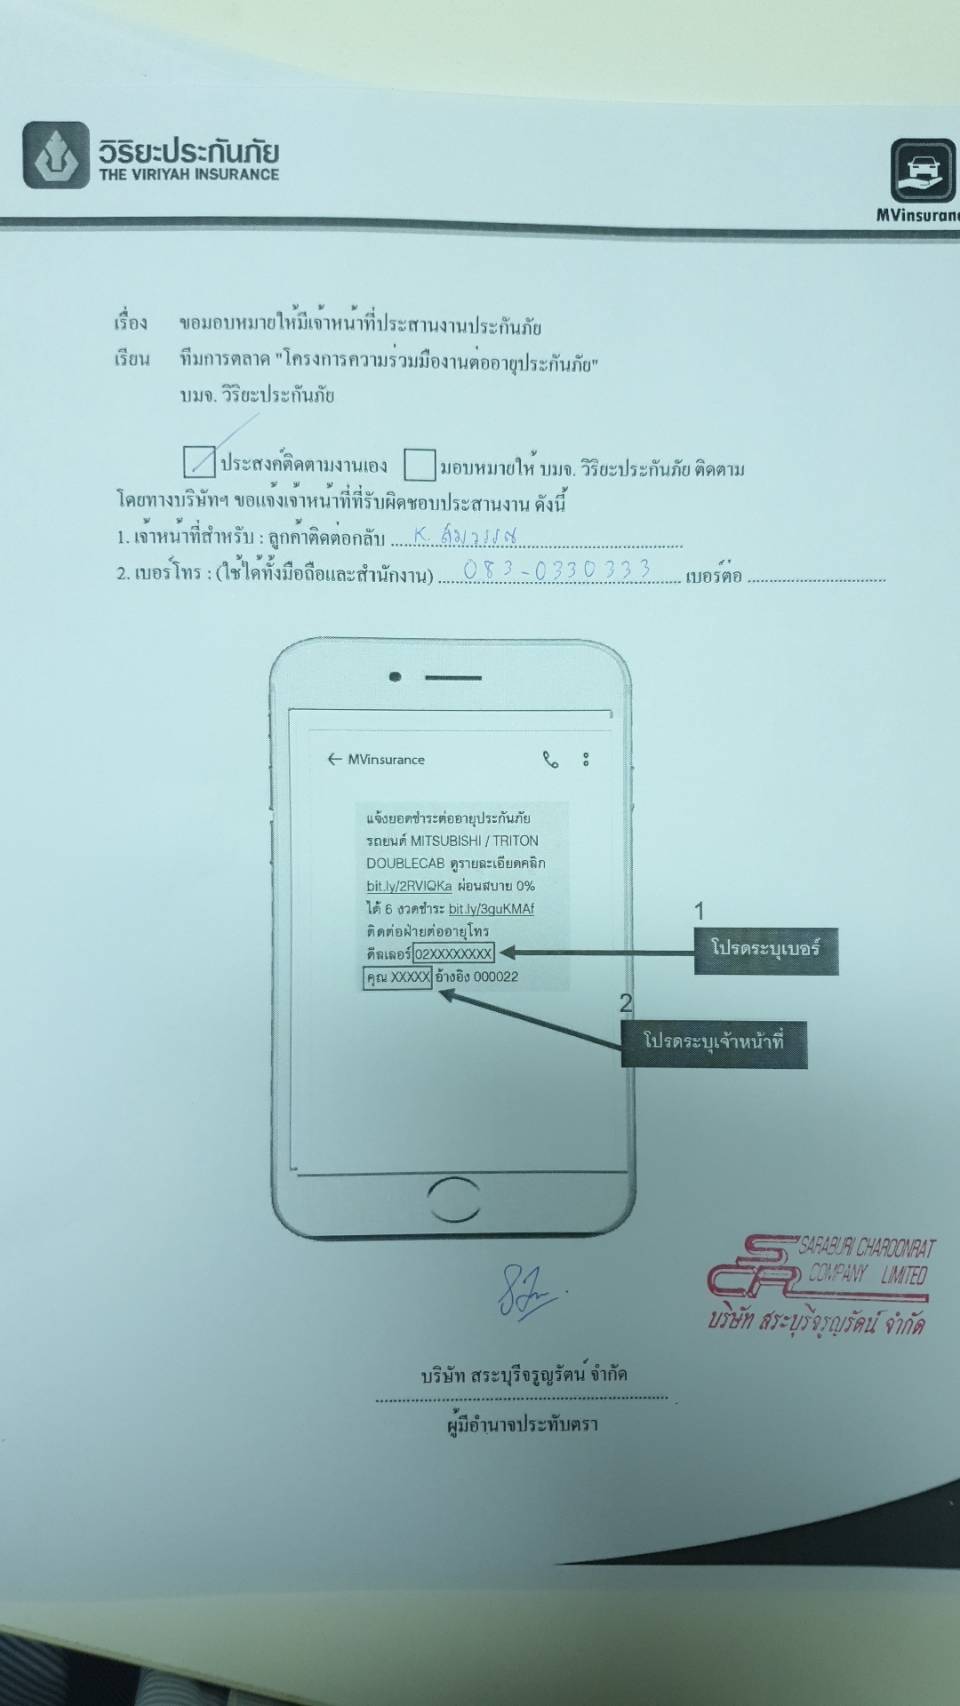 วิริยะประกันภัย
THE VIRIYAH INSURANCE
MVinsuranc
เรื่อง ขอมอบหมายให้มีเจ้าหน้าที่ประสานงานประกันภัย
เรียน ทีมการตลาด "โครงการความร่วมมืองานต่ออายุประกันภัย"
บมจ. วิริยะประกันภัย
ประสงค์ติดตามงานเอง มอบหมายให้ บมจ. วิริยะประกันภัย ติดตาม
โดยทางบริษัทฯ ขอแจ้งเจ้าหน้าที่ที่รับผิดชอบประสานงาน ดังนี้
1. เจ้าหน้าที่สำหรับ : ลูกค้าติดต่อกลับ K. สมวรรณ
2. เบอร์โทร : (ใช้ได้ทั้งมือถือและสำนักงาน) 083-0330333 เบอร์ต่อ
← MVinsurance
แจ้งยอดชำระต่ออายุประกันภัย
รถยนต์ MITSUBISHI / TRITON
DOUBLECAB ดูรายละเอียดคลิก
bit.ly/2RVIQKa ผ่อนสบาย 0%
ได้ 6 งวดชำระ bit.ly/3guKMAf
ติดต่อฝ่ายต่ออายุโทร
ดีลเลอร์ 02XXXXXXXX
คุณ XXXXX อ้างอิง 000022
1
โปรดระบุเบอร์
2
โปรดระบุเจ้าหน้าที่
SARABURI CHAROONRAT
COMPANY LIMITED
บริษัท สระบุรีจรูญรัตน์ จำกัด
บริษัท สระบุรีจรูญรัตน์ จำกัด
ผู้มีอำนาจประทับตรา